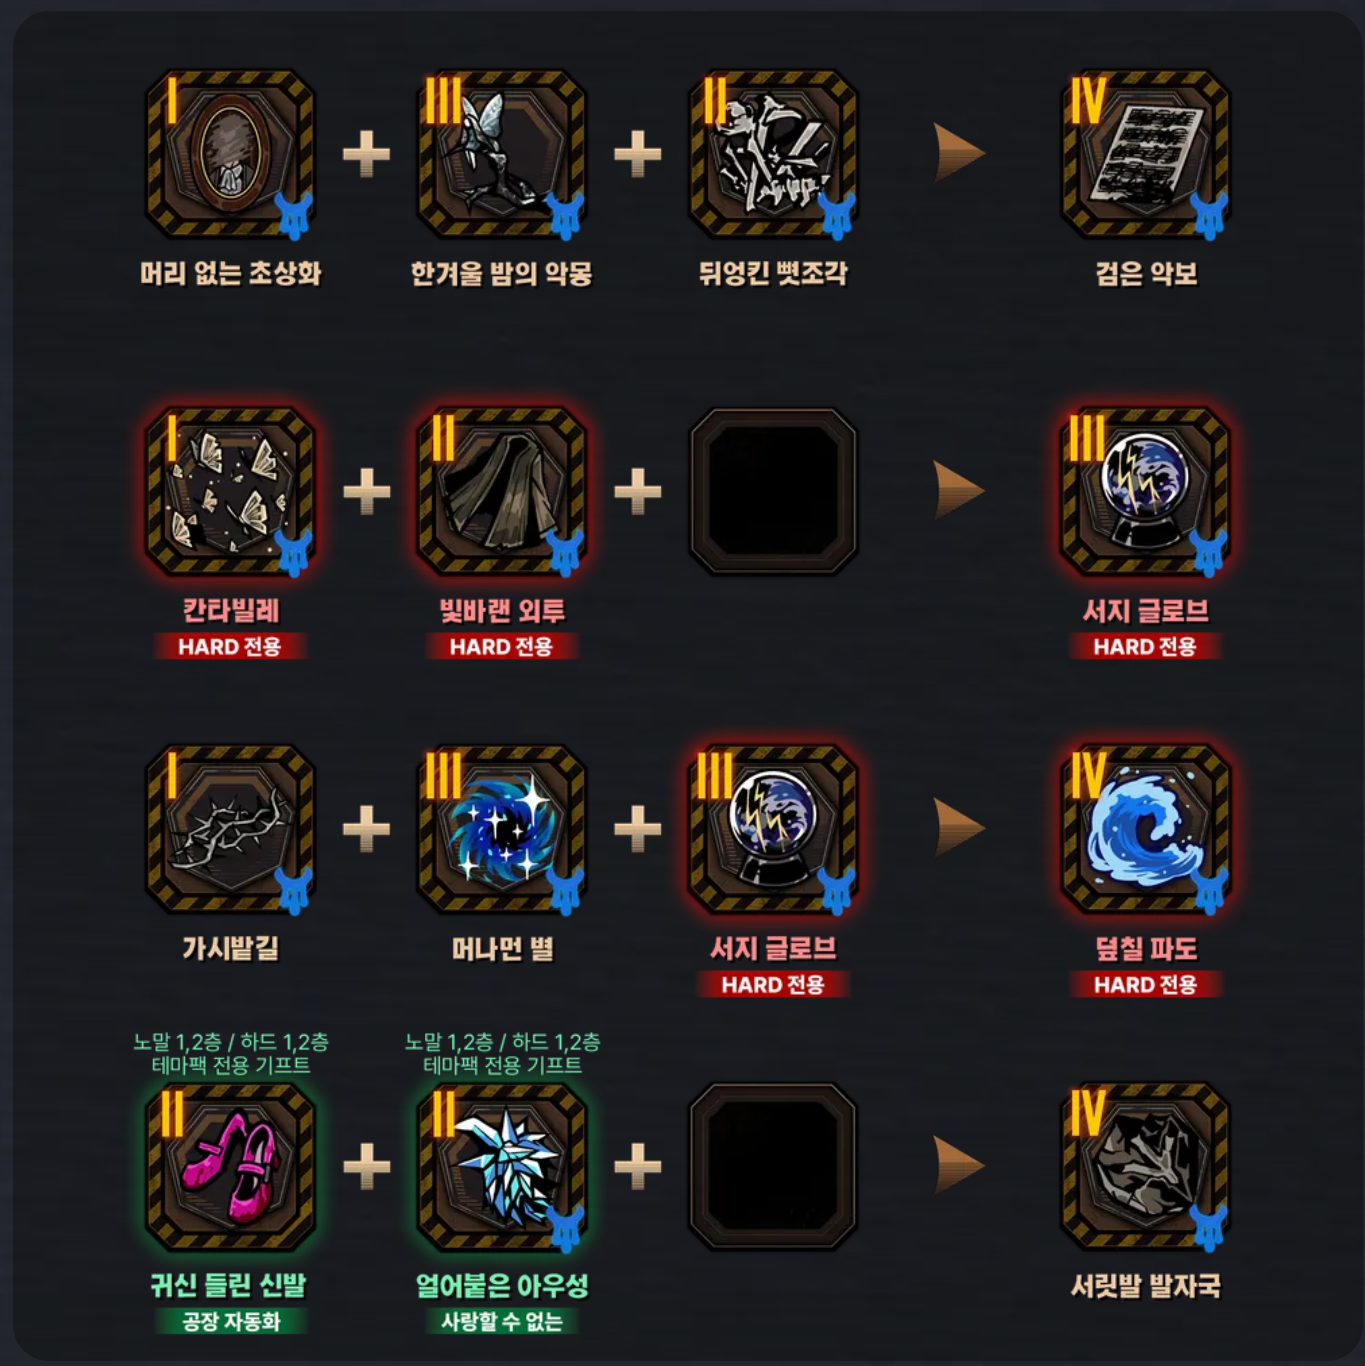 I
III
II
IV
머리 없는 초상화
한겨울 밤의 악몽
뒤엉킨 뼛조각
검은 악보
I
II
III
칸타빌레
빛바랜 외투
서지 글로브
HARD 전용
HARD 전용
HARD 전용
I
III
III
IV
가시밭길
머나먼 별
서지 글로브
덮칠 파도
HARD 전용
HARD 전용
노말 1,2층 / 하드 1,2층
테마팩 전용 기프트
노말 1,2층 / 하드 1,2층
테마팩 전용 기프트
II
II
IV
귀신 들린 신발
얼어붙은 아우성
서릿발 발자국
공장 자동화
사랑할 수 없는